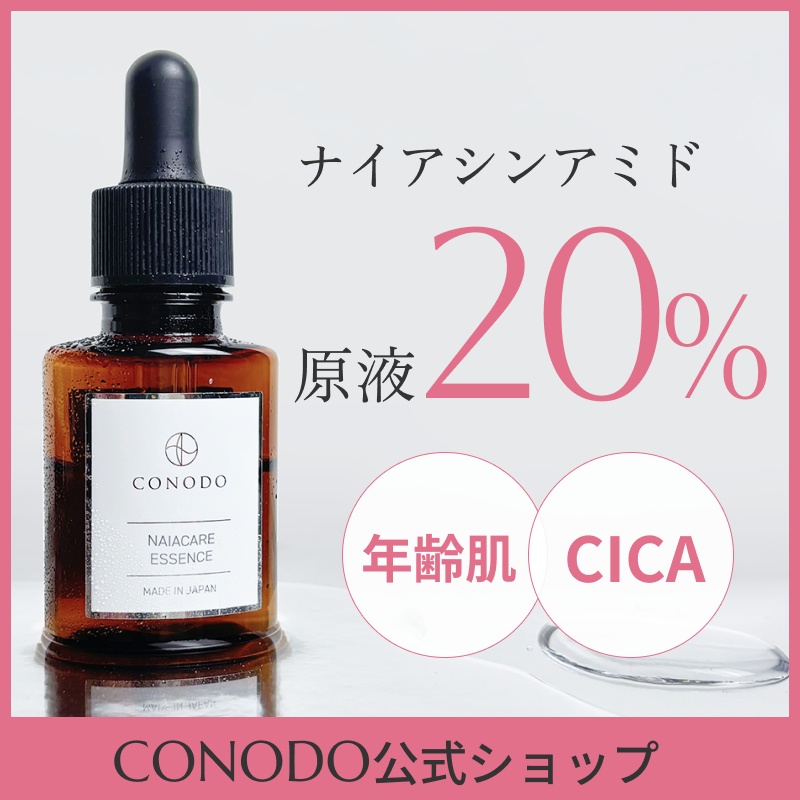 ナイアシンアミド
原液20%
年齢肌
CICA
CONODO
NAIACARE
ESSENCE
MADE IN JAPAN
CONODO公式ショップ